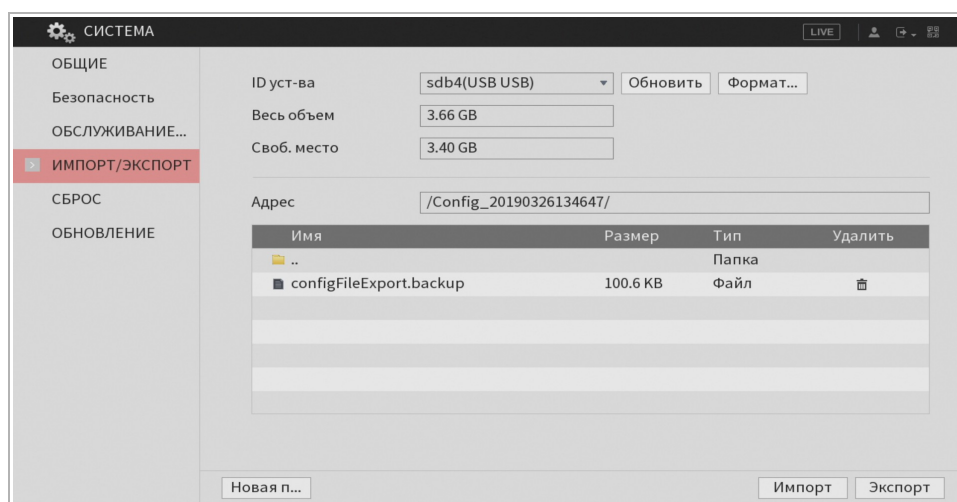 СИСТЕМА LIVE
ОБЩИЕ
Безопасность
ОБСЛУЖИВАНИЕ...
ИМПОРТ/ЭКСПОРТ
СБРОС
ОБНОВЛЕНИЕ
ID уст-ва sdb4(USB USB) Обновить Формат...
Весь объем 3.66 GB
Своб. место 3.40 GB
Адрес /Config_20190326134647/
Имя Размер Тип Удалить
.. Папка
configFileExport.backup 100.6 KB Файл
Новая п... Импорт Экспорт